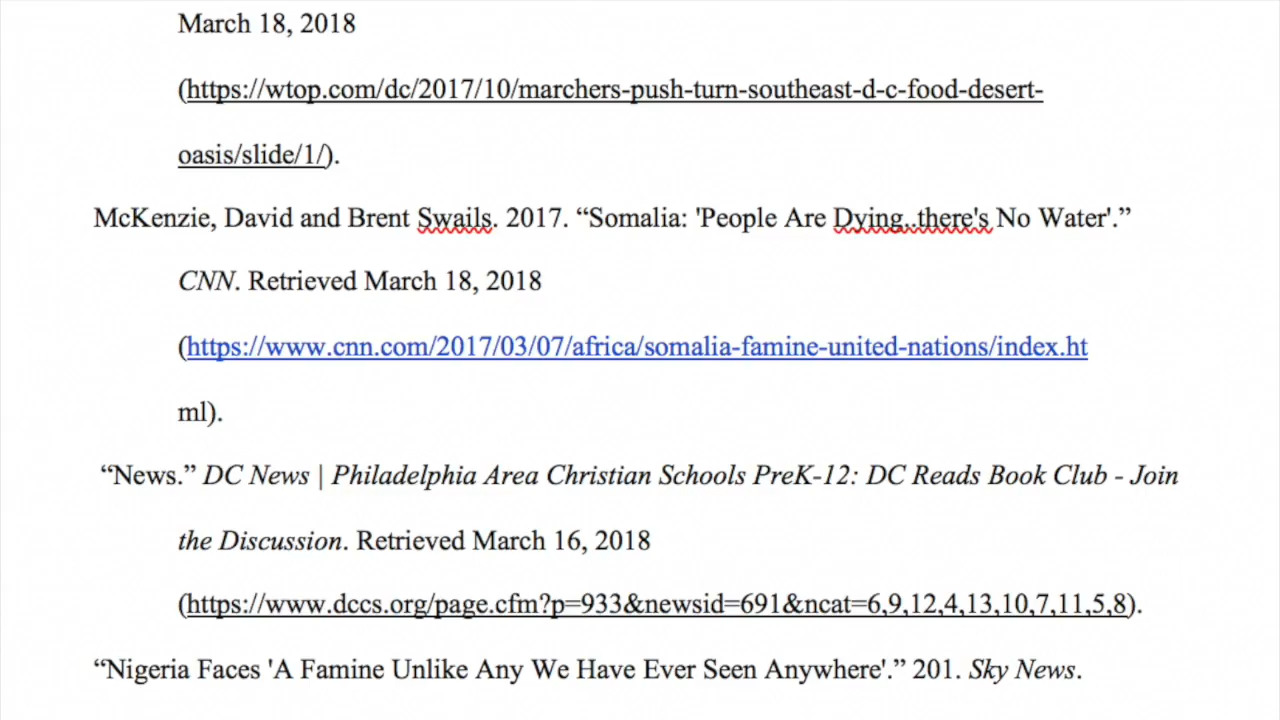 March 18, 2018
(https://wtop.com/dc/2017/10/marchers-push-turn-southeast-d-c-food-desert-
oasis/slide/1/).
McKenzie, David and Brent Swails. 2017. “Somalia: 'People Are Dying..there's No Water'.”
CNN. Retrieved March 18, 2018
(https://www.cnn.com/2017/03/07/africa/somalia-famine-united-nations/index.ht
ml).
“News.” DC News | Philadelphia Area Christian Schools PreK-12: DC Reads Book Club - Join
the Discussion. Retrieved March 16, 2018
(https://www.dccs.org/page.cfm?p=933&newsid=691&ncat=6,9,12,4,13,10,7,11,5,8).
“Nigeria Faces 'A Famine Unlike Any We Have Ever Seen Anywhere'.” 201. Sky News.